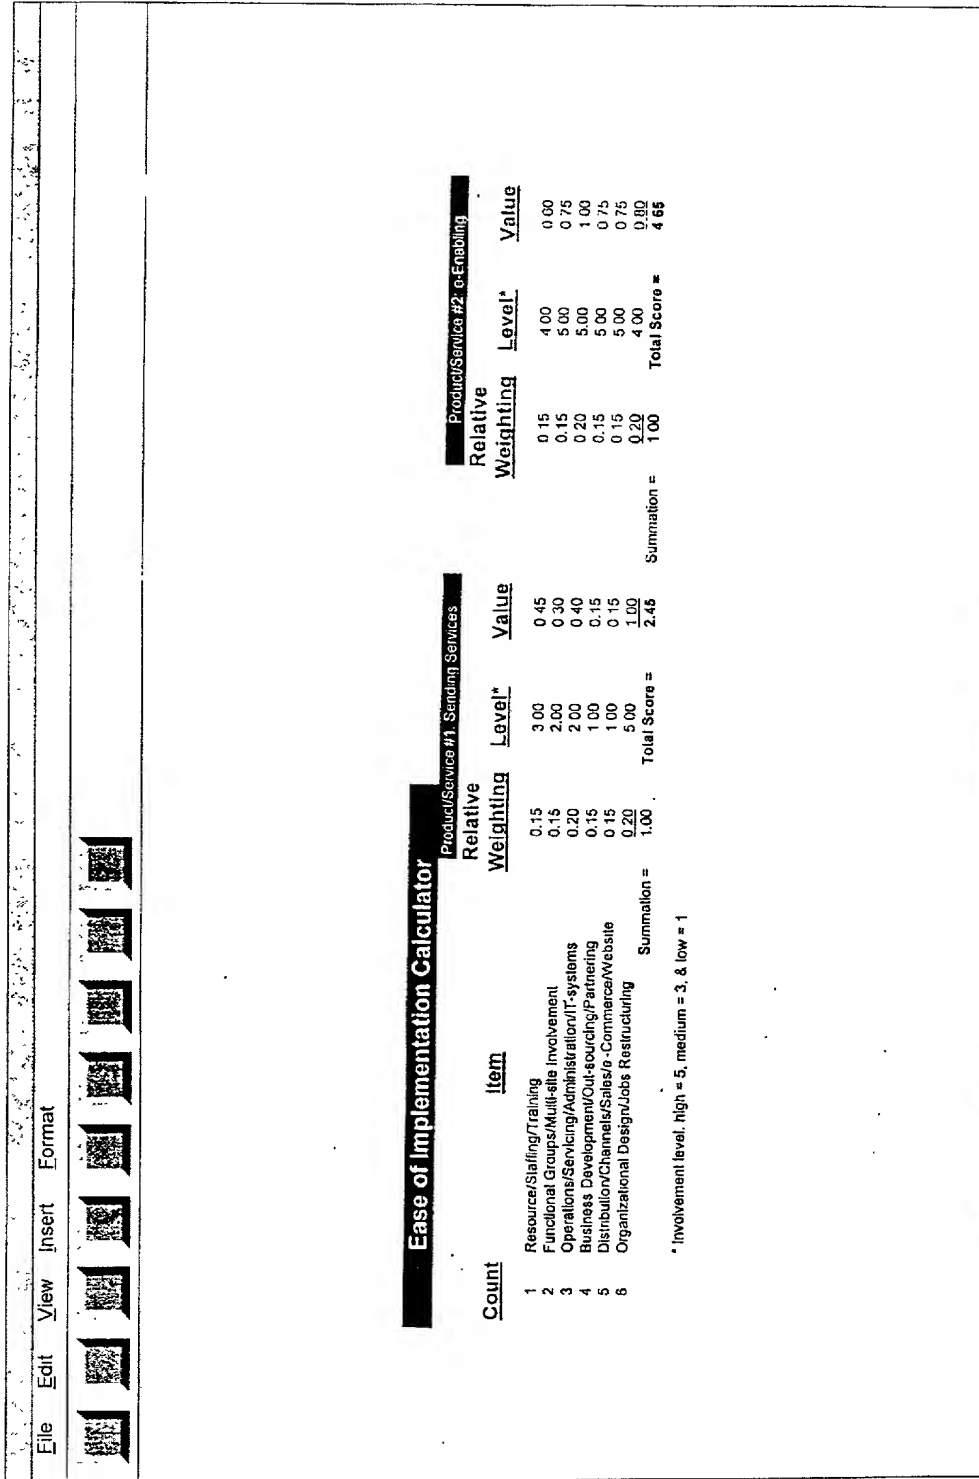 File Edit View Insert Format
Ease of Implementation Calculator
Product/Service #1. Sending Services Product/Service #2: e-Enabling
Relative Relative
Count Item Weighting Level* Value Weighting Level* Value
1 Resource/Staffing/Training 0.15 3 00 0 45 0 15 4 00 0 60
2 Functional Groups/Multi-site Involvement 0.15 2.00 0 30 0.15 5 00 0 75
3 Operations/Servicing/Administration/IT-systems 0.20 2 00 0 40 0 20 5.00 1 00
4 Business Development/Out-sourcing/Partnering 0.15 1 00 0.15 0.15 5 00 0 75
5 Distribution/Channels/Sales/e-Commerce/Website 0 15 1 00 0 15 0 15 5 00 0 75
6 Organizational Design/Jobs Restructuring 0.20 5 00 1 00 0.20 4 00 0.80
Summation = 1.00 Total Score = 2.45 Summation = 1 00 Total Score = 4 65
* Involvement level. high = 5, medium = 3, & low = 1